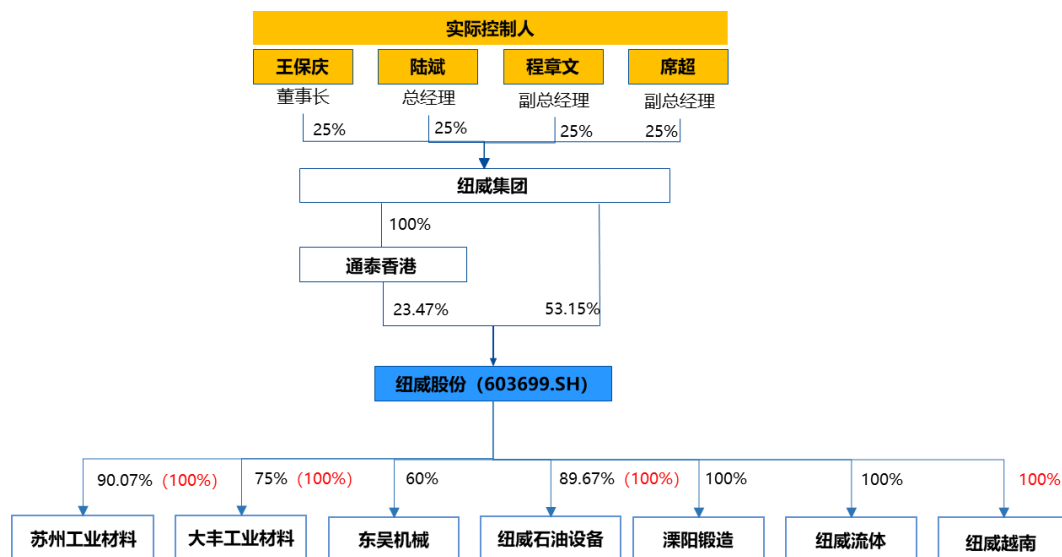 实际控制人
王保庆 陆斌 程章文 席超
董事长 总经理 副总经理 副总经理
25% 25% 25% 25%
纽威集团
100%
通泰香港
23.47% 53.15%
纽威股份（603699.SH）
90.07%（100%） 75%（100%） 60% 89.67%（100%） 100% 100% 100%
苏州工业材料 大丰工业材料 东吴机械 纽威石油设备 溧阳锻造 纽威流体 纽威越南